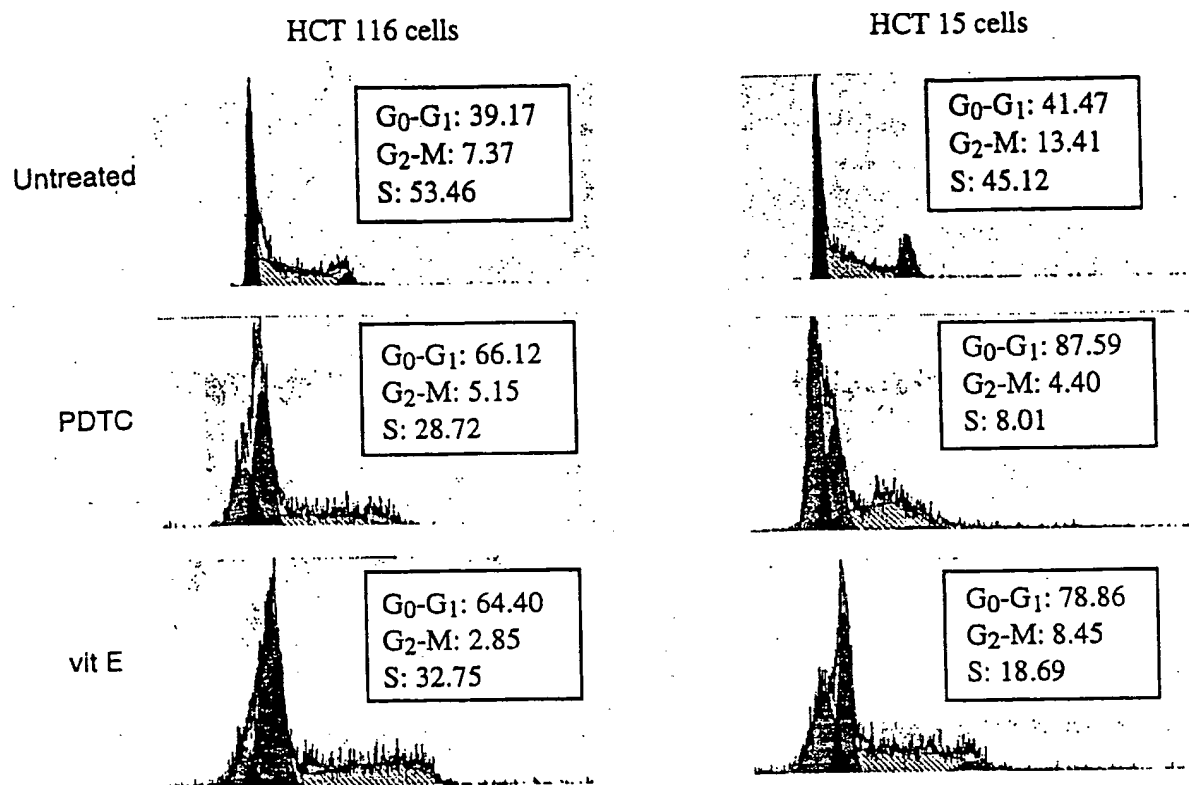 HCT 116 cells
HCT 15 cells
Untreated
G0-G1: 39.17
G2-M: 7.37
S: 53.46
G0-G1: 41.47
G2-M: 13.41
S: 45.12
PDTC
G0-G1: 66.12
G2-M: 5.15
S: 28.72
G0-G1: 87.59
G2-M: 4.40
S: 8.01
vit E
G0-G1: 64.40
G2-M: 2.85
S: 32.75
G0-G1: 78.86
G2-M: 8.45
S: 18.69